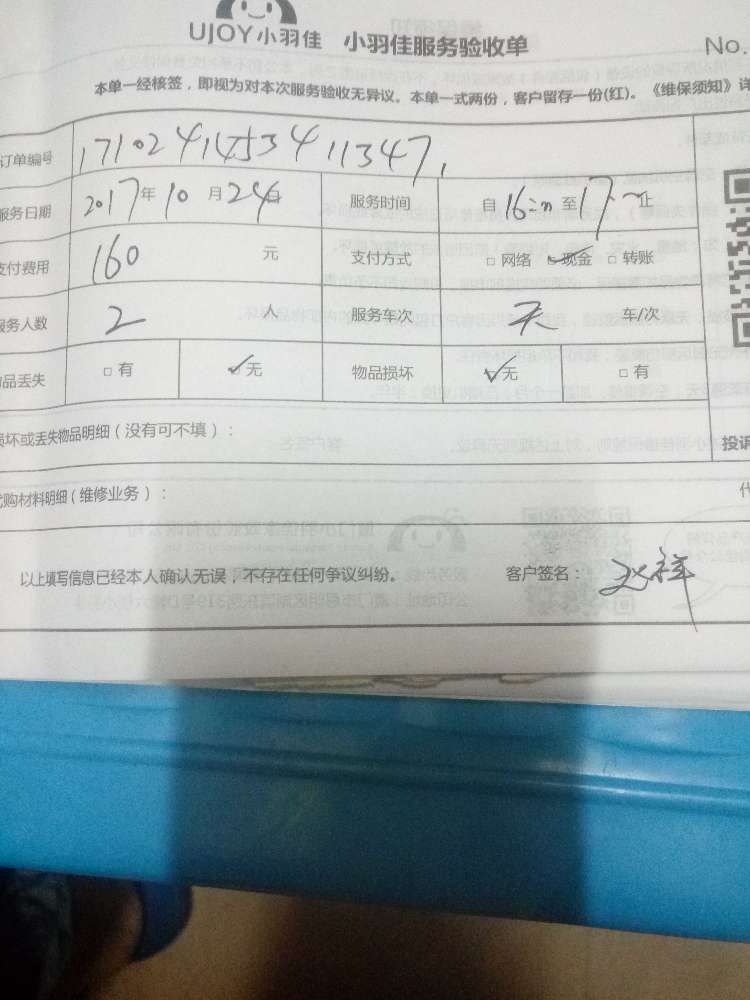 UJOY小羽佳 小羽佳服务验收单 No.
本单一经核签，即视为对本次服务验收无异议。本单一式两份，客户留存一份(红)。《维保须知》详
订单编号 1710241453411347
服务日期 2017年10月24日 服务时间 自16:00至17:00止
支付费用 160 元 支付方式 □网络 ✓现金 □转账
服务人数 2 人 服务车次 车/次
物品丢失 □有 ✓无 物品损坏 ✓无 □有
损坏或丢失物品明细（没有可不填）： 投诉
代购材料明细（维修业务）： 代
以上填写信息已经本人确认无误，不存在任何争议纠纷。 客户签名：